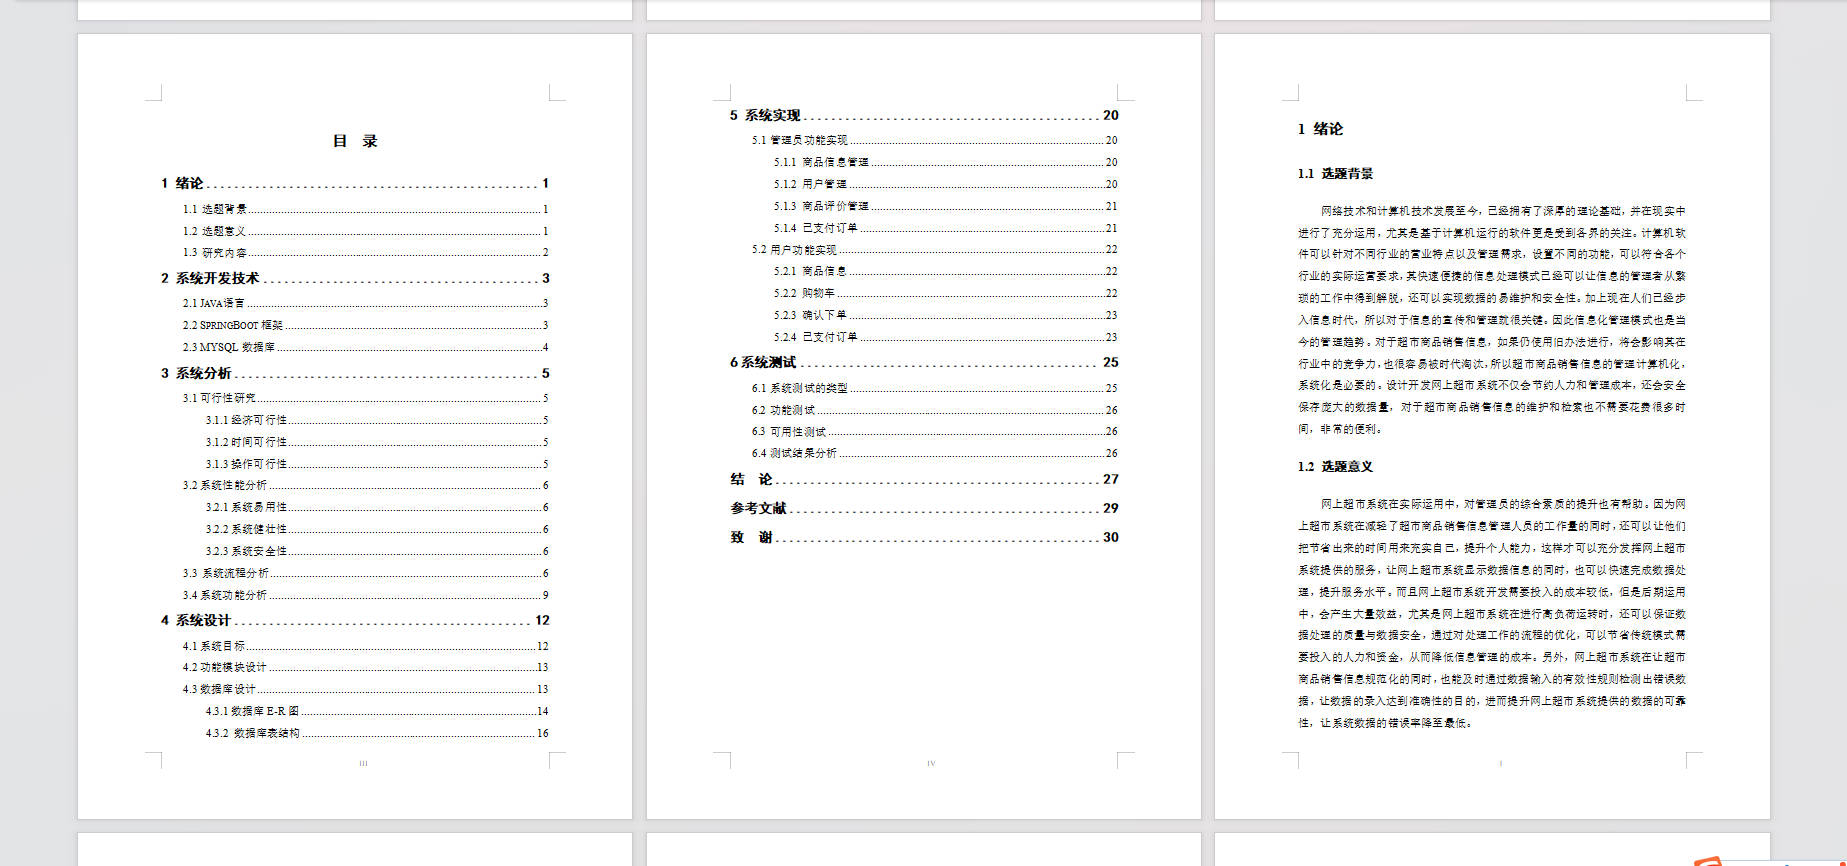 目 录
1 绪论 1
1.1 选题背景 1
1.2 选题意义 1
1.3 研究内容 2
2 系统开发技术 3
2.1 JAVA语言 3
2.2 SPRINGBOOT 框架 3
2.3 MYSQL 数据库 4
3 系统分析 5
3.1 可行性研究 5
3.1.1 经济可行性 5
3.1.2 时间可行性 5
3.1.3 操作可行性 5
3.2 系统性能分析 6
3.2.1 系统易用性 6
3.2.2 系统健壮性 6
3.2.3 系统安全性 6
3.3 系统流程分析 6
3.4 系统功能分析 9
4 系统设计 12
4.1 系统目标 12
4.2 功能模块设计 13
4.3 数据库设计 13
4.3.1 数据库 E-R 图 14
4.3.2 数据库表结构 16
III
5 系统实现 20
5.1 管理员功能实现 20
5.1.1 商品信息管理 20
5.1.2 用户管理 20
5.1.3 商品评价管理 21
5.1.4 已支付订单 21
5.2 用户功能实现 22
5.2.1 商品信息 22
5.2.2 购物车 22
5.2.3 确认下单 23
5.2.4 已支付订单 23
6 系统测试 25
6.1 系统测试的类型 25
6.2 功能测试 26
6.3 可用性测试 26
6.4 测试结果分析 26
结 论 27
参考文献 29
致 谢 30
IV
1 绪论
1.1 选题背景
网络技术和计算机技术发展至今，已经拥有了深厚的理论基础，并在现实中
进行了充分运用，尤其是基于计算机运行的软件更是受到各界的关注。计算机软
件可以针对不同行业的营业特点以及管理需求，设置不同的功能，可以符合各个
行业的实际运营要求，其快速便捷的信息处理模式已经可以让信息的管理者从繁
琐的工作中得到解脱，还可以实现数据的易维护和安全性。加上现在人们已经步
入信息时代，所以对于信息的宣传和管理就很关键。因此信息化管理模式也是当
今的管理趋势。对于超市商品销售信息，如果仍使用旧办法进行，将会影响其在
行业中的竞争力，也很容易被时代淘汰，所以超市商品销售信息的管理计算机化，
系统化是必要的。设计开发网上超市系统不仅会节约人力和管理成本，还会安全
保存庞大的数据量，对于超市商品销售信息的维护和检索也不需要花费很多时
间，非常的便利。
1.2 选题意义
网上超市系统在实际运用中，对管理员的综合素质的提升也有帮助。因为网
上超市系统在减轻了超市商品销售信息管理人员的工作量的同时，还可以让他们
把节省出来的时间用来充实自己，提升个人能力，这样才可以充分发挥网上超市
系统提供的服务，让网上超市系统显示数据信息的同时，也可以快速完成数据处
理，提升服务水平。而且网上超市系统开发需要投入的成本较低，但是后期运用
中，会产生大量效益，尤其是网上超市系统在进行高负荷运转时，还可以保证数
据处理的质量与数据安全，通过对处理工作的流程的优化，可以节省传统模式需
要投入的人力和资金，从而降低信息管理的成本。另外，网上超市系统在让超市
商品销售信息规范化的同时，也能及时通过数据输入的有效性规则检测出错误数
据，让数据的录入达到准确性的目的，进而提升网上超市系统提供的数据的可靠
性，让系统数据的错误率降至最低。